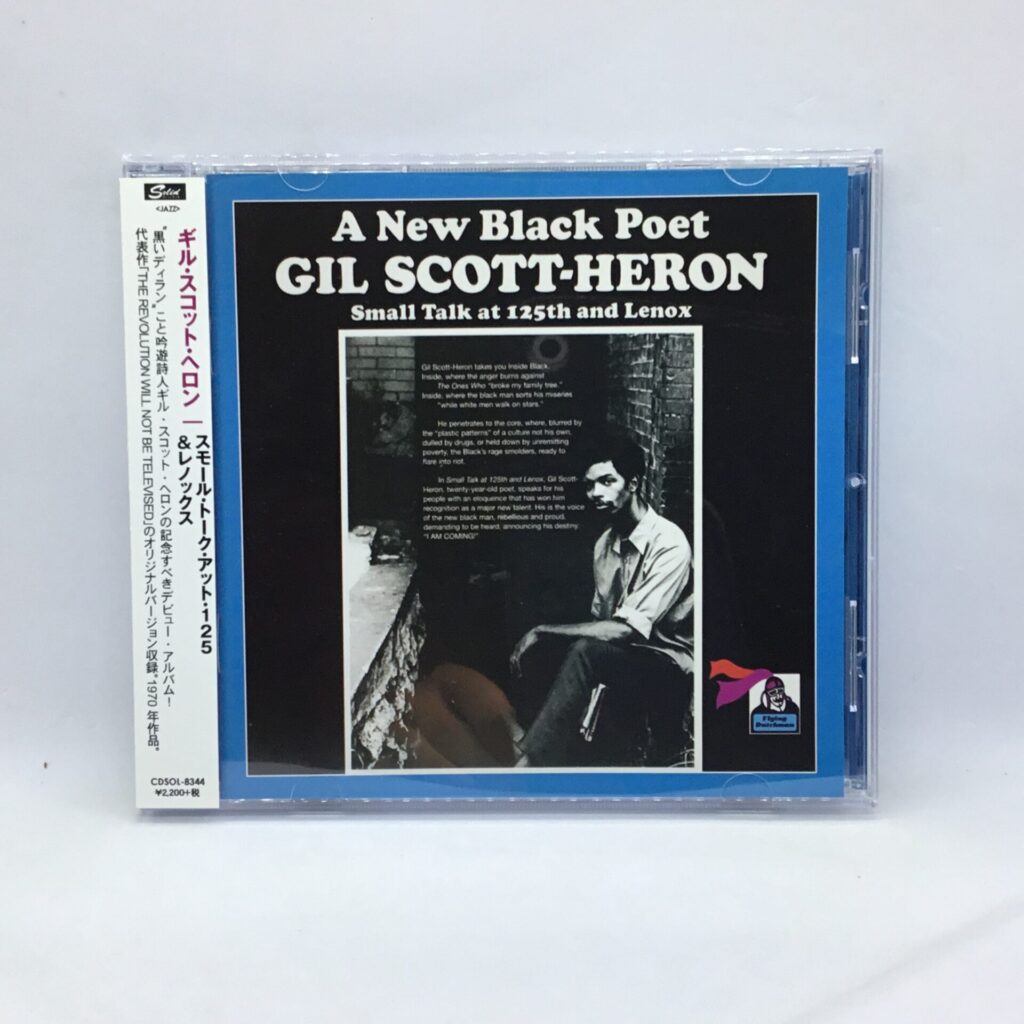 Solid
<JAZZ>
ギル・スコット・ヘロン
スモール・トーク・アット・125
&レノックス
"黒いディラン"こと吟遊詩人ギル・スコット・ヘロンの記念すべきデビュー・アルバム!
代表作「THE REVOLUTION WILL NOT BE TELEVISED」のオリジナルバージョン収録。1970年作品。
CDSOL-8344
¥2,200+税
A New Black Poet
GIL SCOTT-HERON
Small Talk at 125th and Lenox
Gil Scott-Heron takes you Inside Black.
Inside, where the anger burns against
The Ones Who "broke my family tree."
Inside, where the black man sorts his miseries
"while white men walk on stars."
He penetrates to the core, where, blurred by
the "plastic patterns" of a culture not his own,
dulled by drugs, or held down by unremitting
poverty, the Black's rage smolders, ready to
flare into riot.
In Small Talk at 125th and Lenox, Gil Scott-
Heron, twenty-year-old poet, speaks for his
people with an eloquence that has won him
recognition as a major new talent. His is the voice
of the new black man, rebellious and proud,
demanding to be heard, announcing his destiny:
"I AM COMING!"
Flying
Dutchman